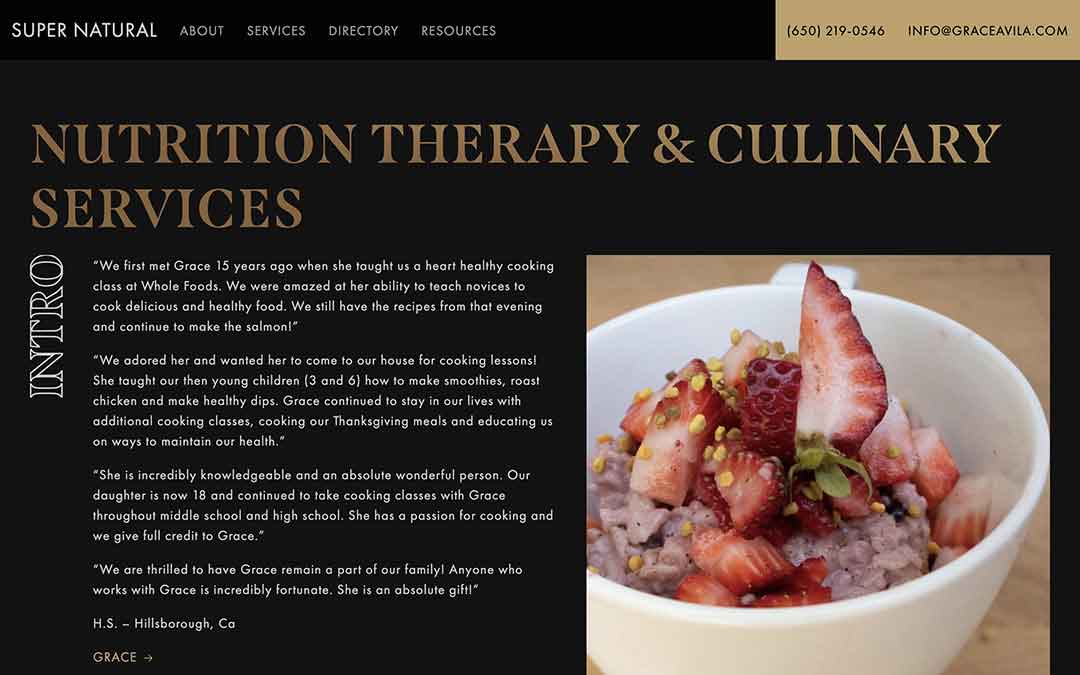 SUPER NATURAL ABOUT SERVICES DIRECTORY RESOURCES (650) 219-0546 INFO@GRACEAVILA.COM
NUTRITION THERAPY & CULINARY
SERVICES
INTRO
“We first met Grace 15 years ago when she taught us a heart healthy cooking
class at Whole Foods. We were amazed at her ability to teach novices to
cook delicious and healthy food. We still have the recipes from that evening
and continue to make the salmon!”
“We adored her and wanted her to come to our house for cooking lessons!
She taught our then young children (3 and 6) how to make smoothies, roast
chicken and make healthy dips. Grace continued to stay in our lives with
additional cooking classes, cooking our Thanksgiving meals and educating us
on ways to maintain our health.”
“She is incredibly knowledgeable and an absolute wonderful person. Our
daughter is now 18 and continued to take cooking classes with Grace
throughout middle school and high school. She has a passion for cooking and
we give full credit to Grace.”
“We are thrilled to have Grace remain a part of our family! Anyone who
works with Grace is incredibly fortunate. She is an absolute gift!”
H.S. – Hillsborough, Ca
GRACE →